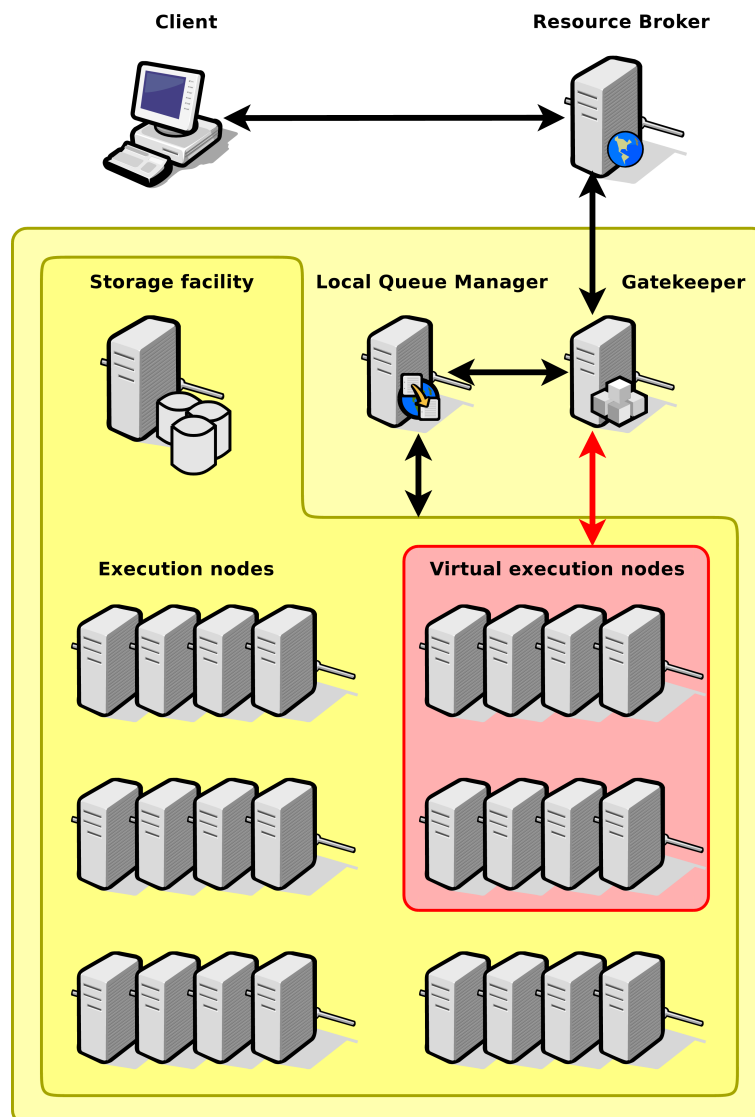 Client
Resource Broker
Storage facility
Local Queue Manager
Gatekeeper
Execution nodes
Virtual execution nodes